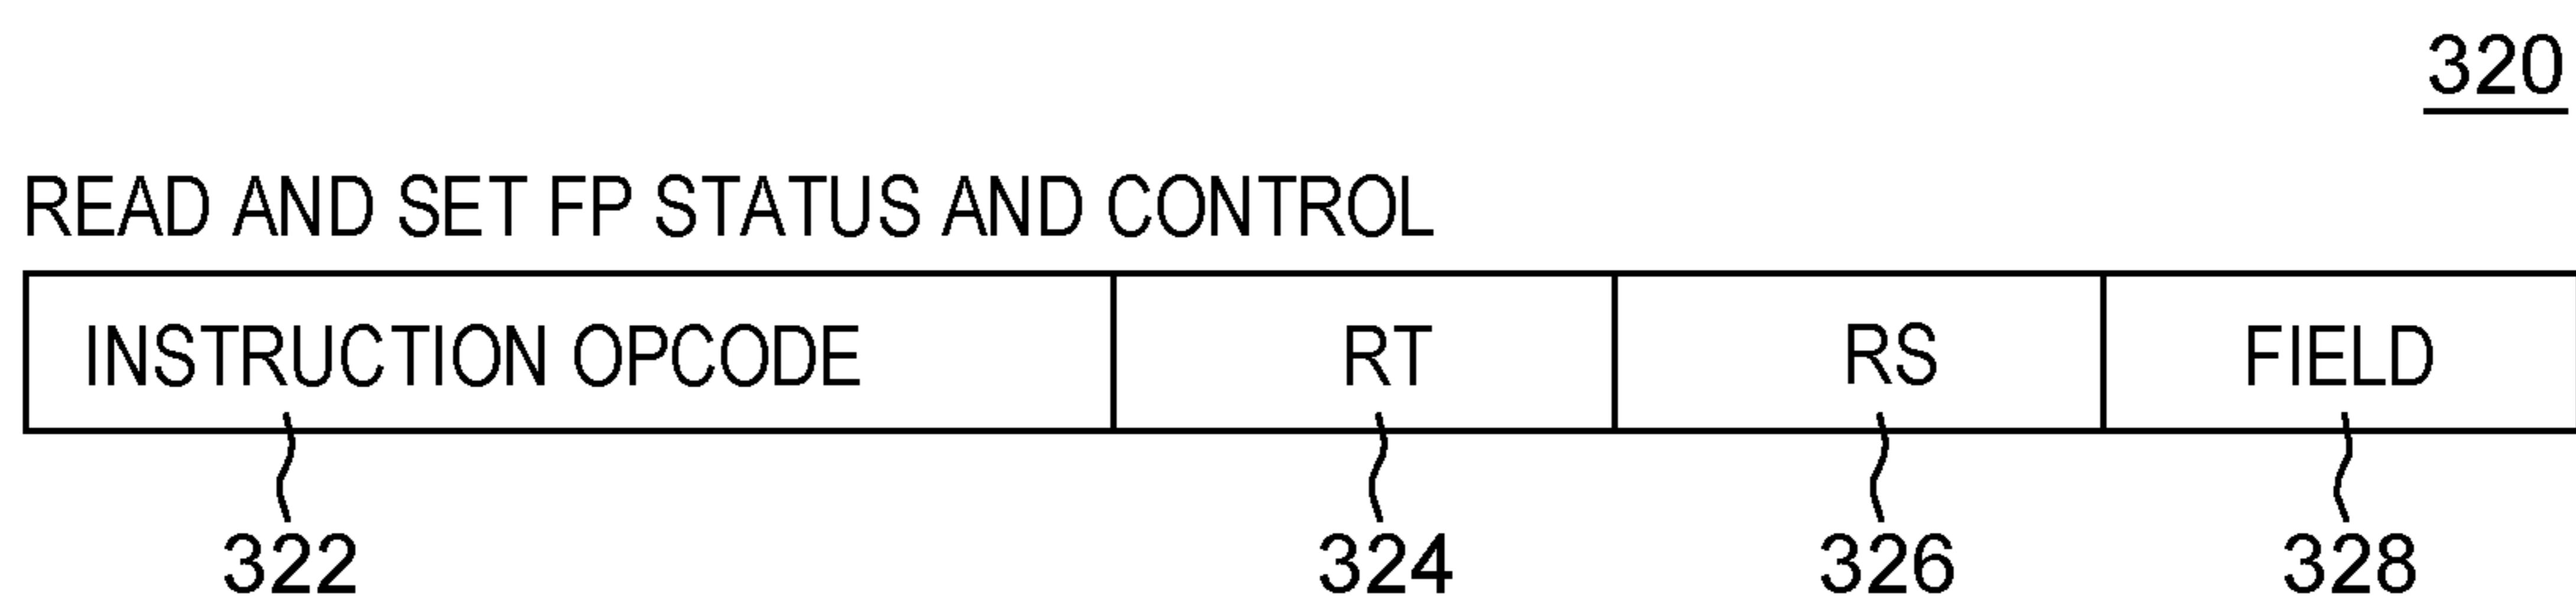 320
READ AND SET FP STATUS AND CONTROL
INSTRUCTION OPCODE RT RS FIELD
322 324 326 328